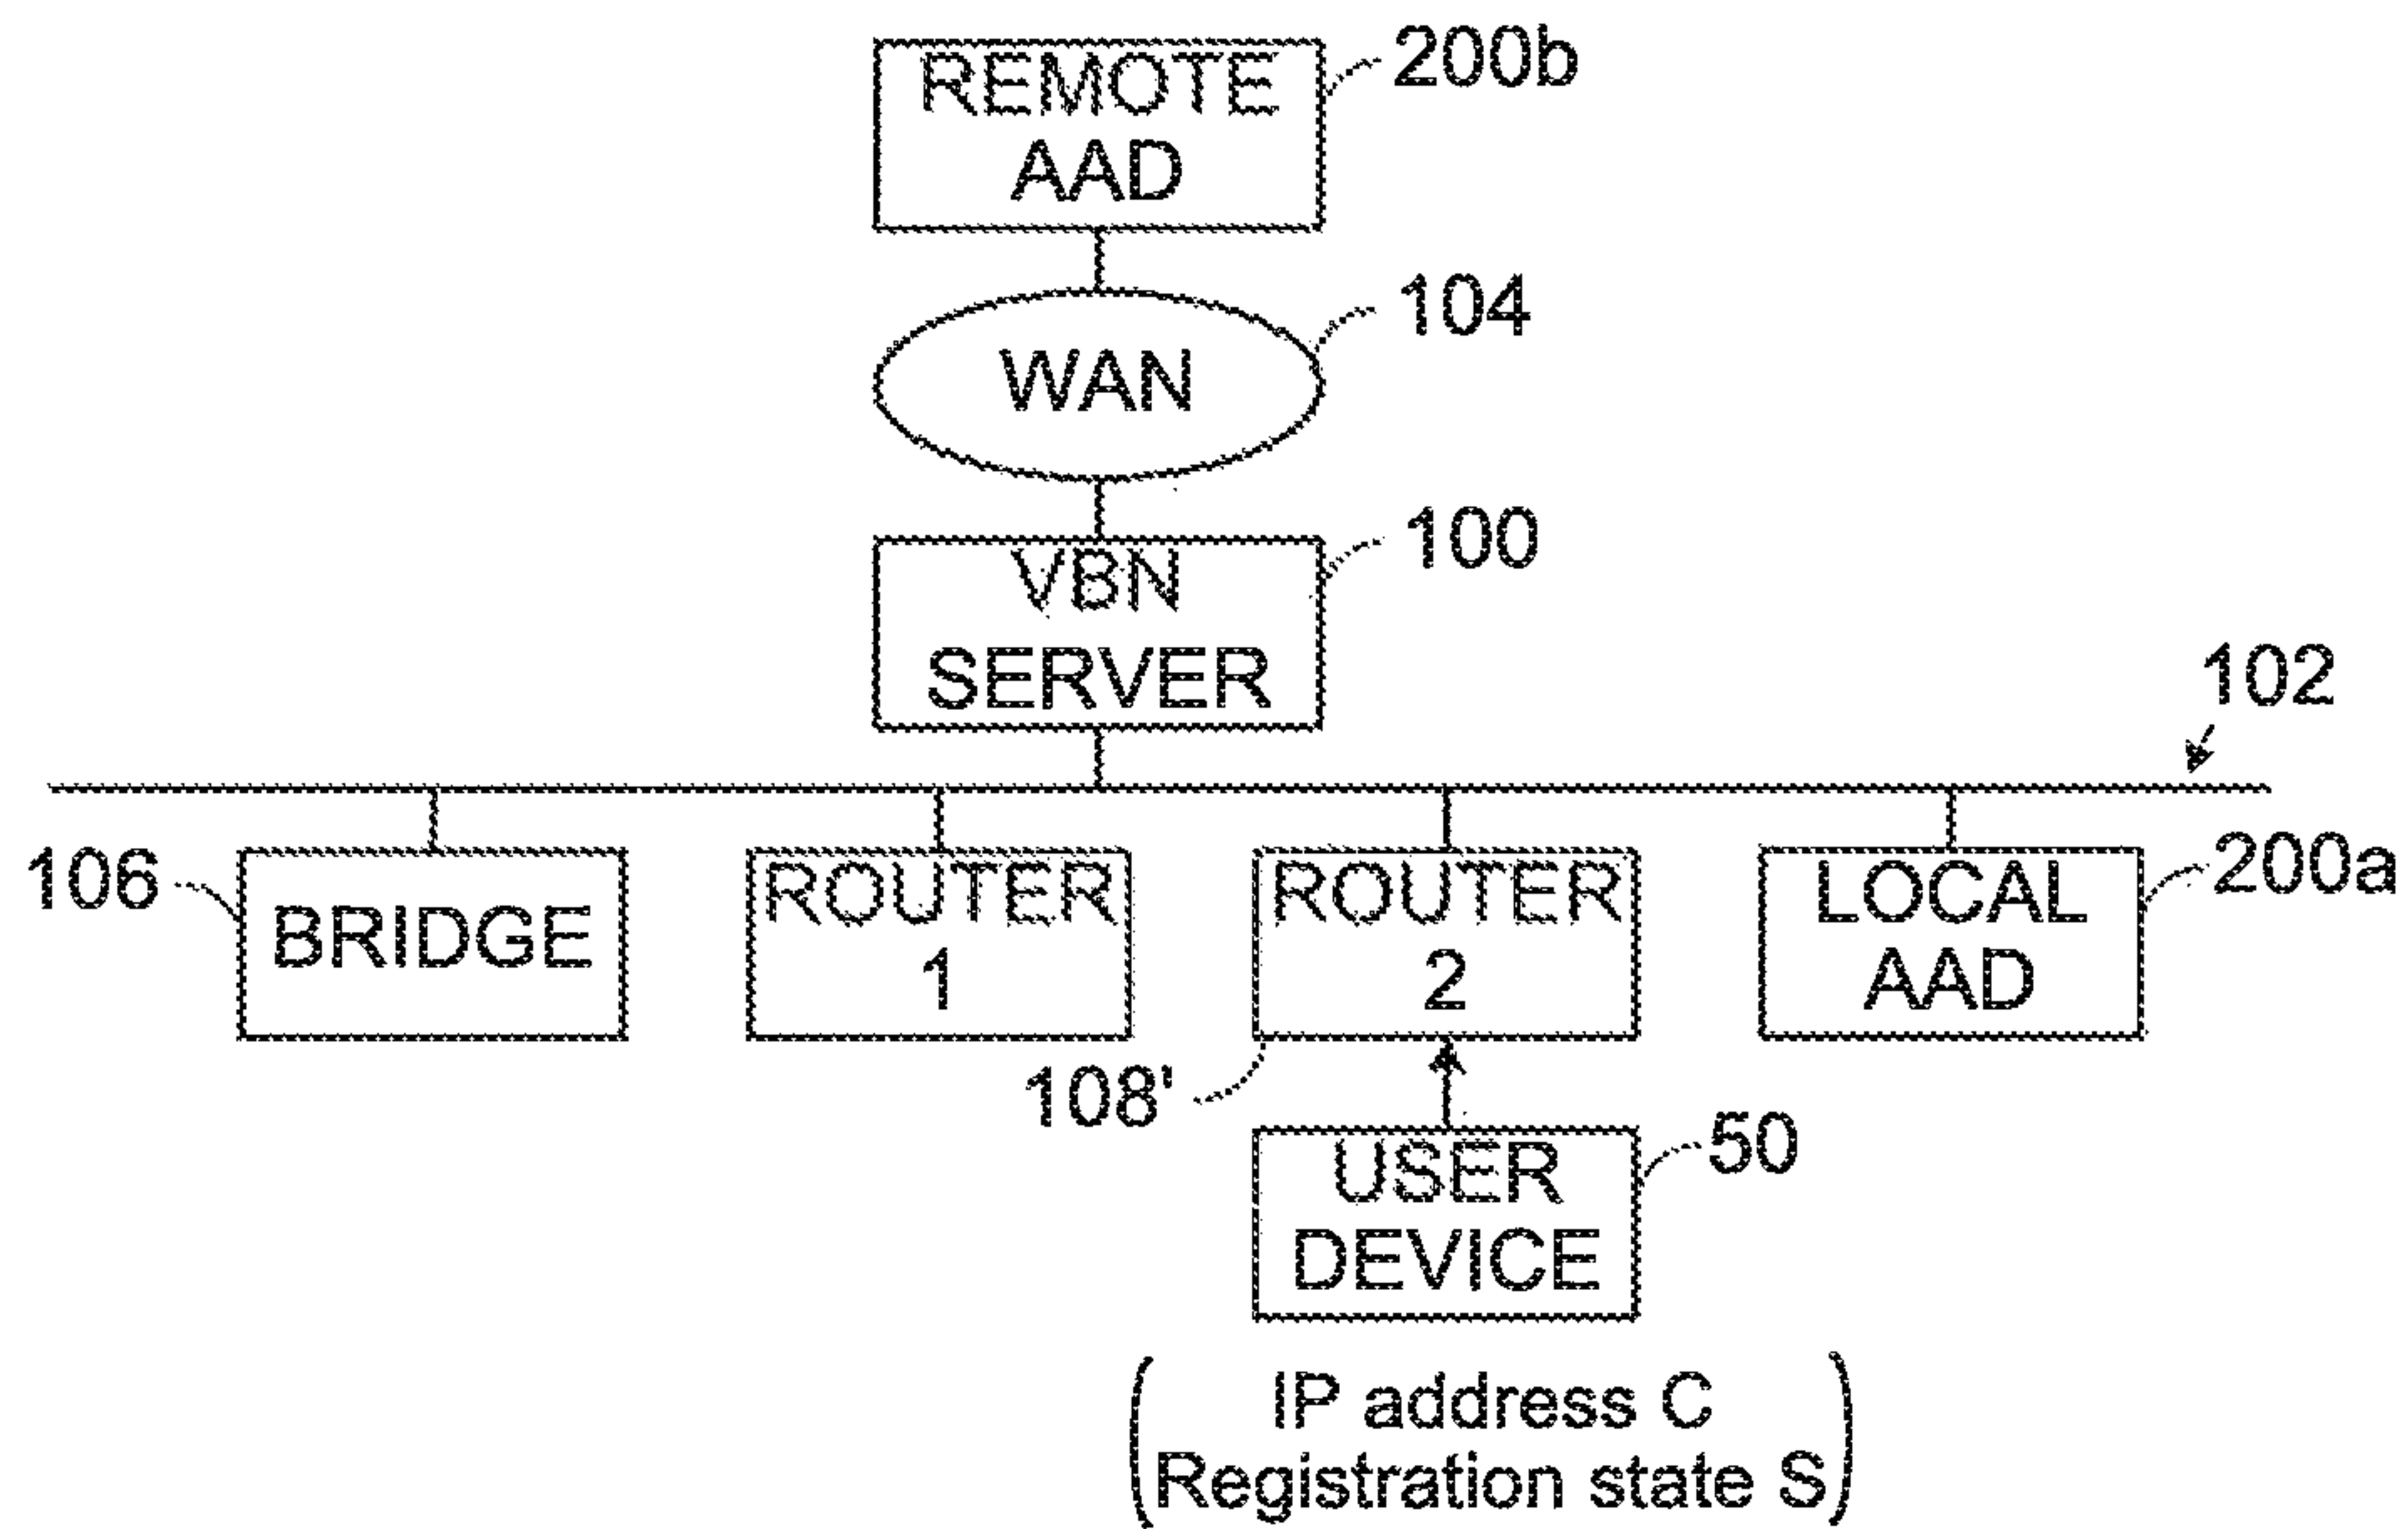 REMOTE
AAD
200b
WAN
104
VBN
SERVER
100
102
106
BRIDGE
ROUTER
1
ROUTER
2
108'
LOCAL
AAD
200a
USER
DEVICE
50
IP address C
Registration state S